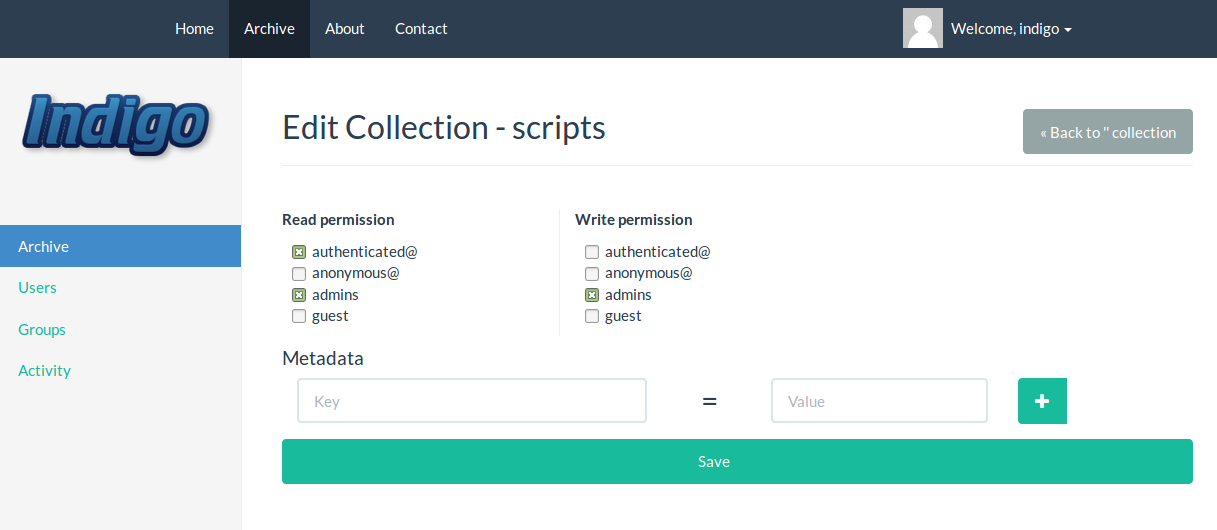 Home Archive About Contact Welcome, indigo
Indigo
Edit Collection - scripts
« Back to '' collection
Archive
Users
Groups
Activity
Read permission
authenticated@
anonymous@
admins
guest
Write permission
authenticated@
anonymous@
admins
guest
Metadata
Key = Value +
Save